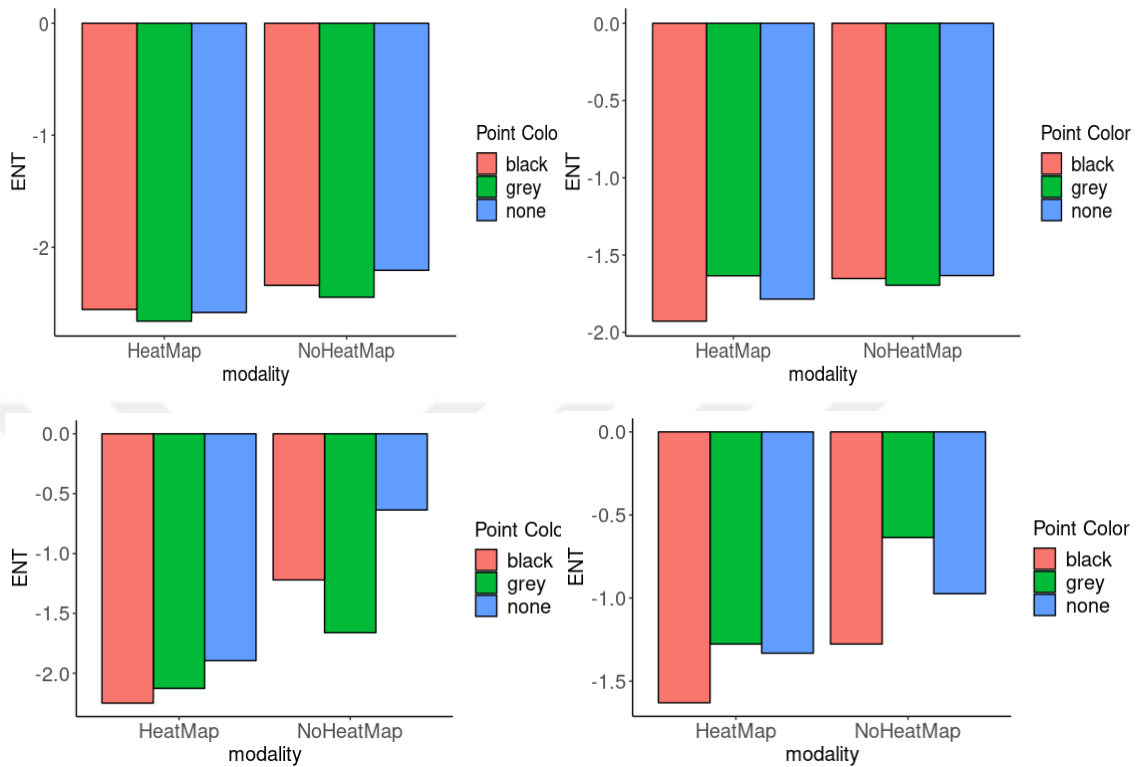 0
-1
-2
ENT
HeatMap
NoHeatMap
modality
Point Colo
black
grey
none
0.0
-0.5
-1.0
-1.5
-2.0
ENT
HeatMap
NoHeatMap
modality
Point Color
black
grey
none
0.0
-0.5
-1.0
-1.5
-2.0
ENT
HeatMap
NoHeatMap
modality
Point Colo
black
grey
none
0.0
-0.5
-1.0
-1.5
ENT
HeatMap
NoHeatMap
modality
Point Color
black
grey
none